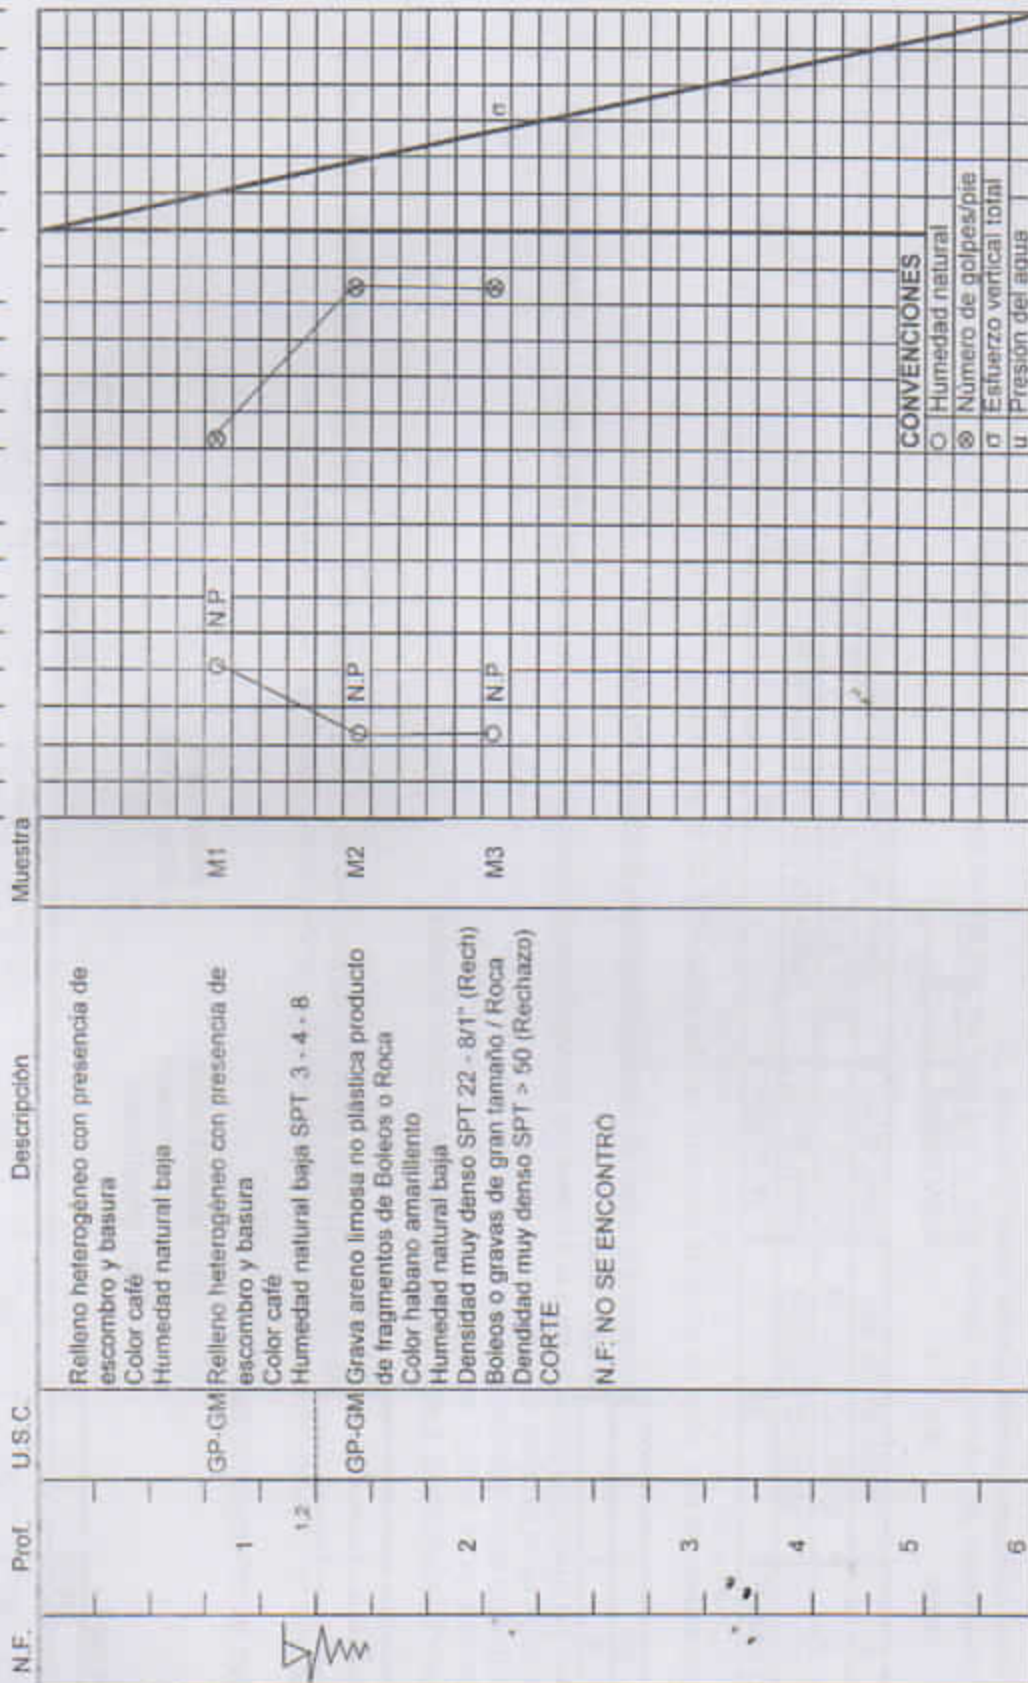 N.F. Prof. U.S.C. Descripción Muestra
Relleno heterogéneo con presencia de
escombro y basura
Color café
Humedad natural baja
1 GP-GM Relleno heterogéneo con presencia de M1 N.P
escombro y basura
Color café
1,2 Humedad natural baja SPT 3 - 4 - 8
GP-GM Grava areno limosa no plástica producto M2 N.P
de fragmentos de Boleos o Roca
Color habano amarillento
Humedad natural baja
2 Densidad muy denso SPT 22 - 8/1" (Rech)
Boleos o gravas de gran tamaño / Roca M3 N.P σ
Dendidad muy denso SPT > 50 (Rechazo)
CORTE
N.F: NO SE ENCONTRÓ
3
4
5
6
CONVENCIONES
Humedad natural
Número de golpes/pie
σ Esfuerzo vertical total
u Presión del agua